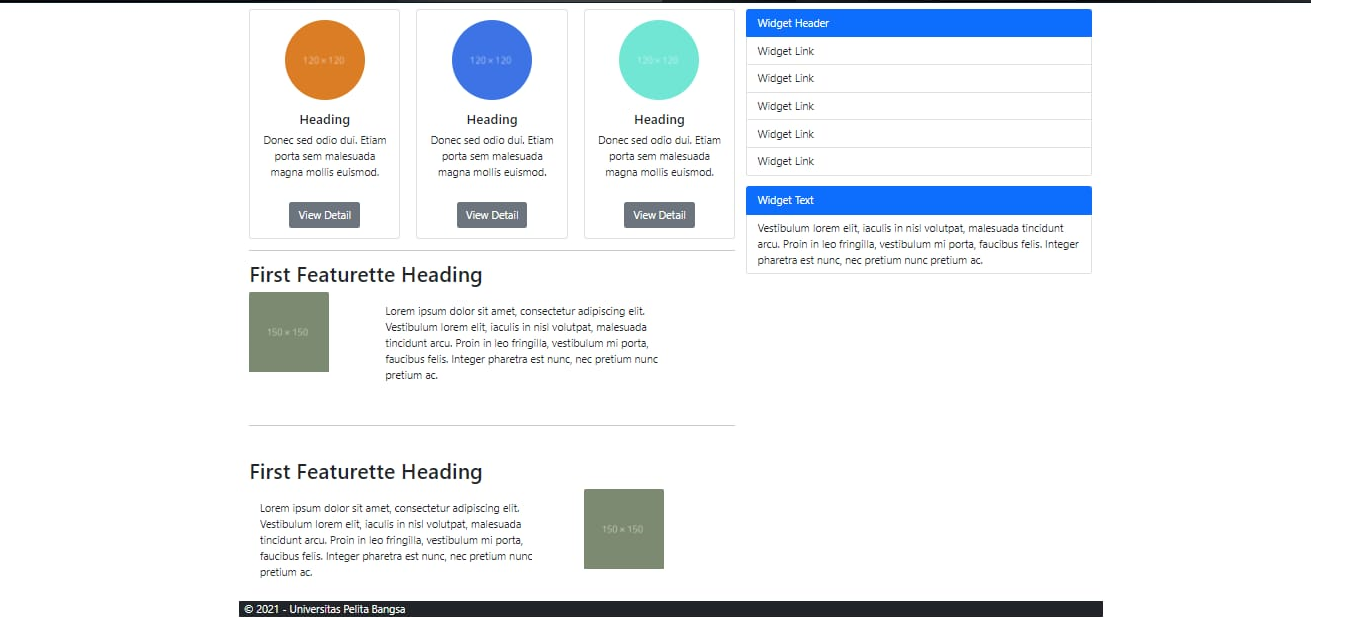 120 × 120
Heading
Donec sed odio dui. Etiam
porta sem malesuada
magna mollis euismod.
View Detail
120 × 120
Heading
Donec sed odio dui. Etiam
porta sem malesuada
magna mollis euismod.
View Detail
120 × 120
Heading
Donec sed odio dui. Etiam
porta sem malesuada
magna mollis euismod.
View Detail
First Featurette Heading
150 × 150
Lorem ipsum dolor sit amet, consectetur adipiscing elit.
Vestibulum lorem elit, iaculis in nisl volutpat, malesuada
tincidunt arcu. Proin in leo fringilla, vestibulum mi porta,
faucibus felis. Integer pharetra est nunc, nec pretium nunc
pretium ac.
First Featurette Heading
Lorem ipsum dolor sit amet, consectetur adipiscing elit.
Vestibulum lorem elit, iaculis in nisl volutpat, malesuada
tincidunt arcu. Proin in leo fringilla, vestibulum mi porta,
faucibus felis. Integer pharetra est nunc, nec pretium nunc
pretium ac.
150 × 150
Widget Header
Widget Link
Widget Link
Widget Link
Widget Link
Widget Link
Widget Text
Vestibulum lorem elit, iaculis in nisl volutpat, malesuada tincidunt
arcu. Proin in leo fringilla, vestibulum mi porta, faucibus felis. Integer
pharetra est nunc, nec pretium nunc pretium ac.
© 2021 - Universitas Pelita Bangsa